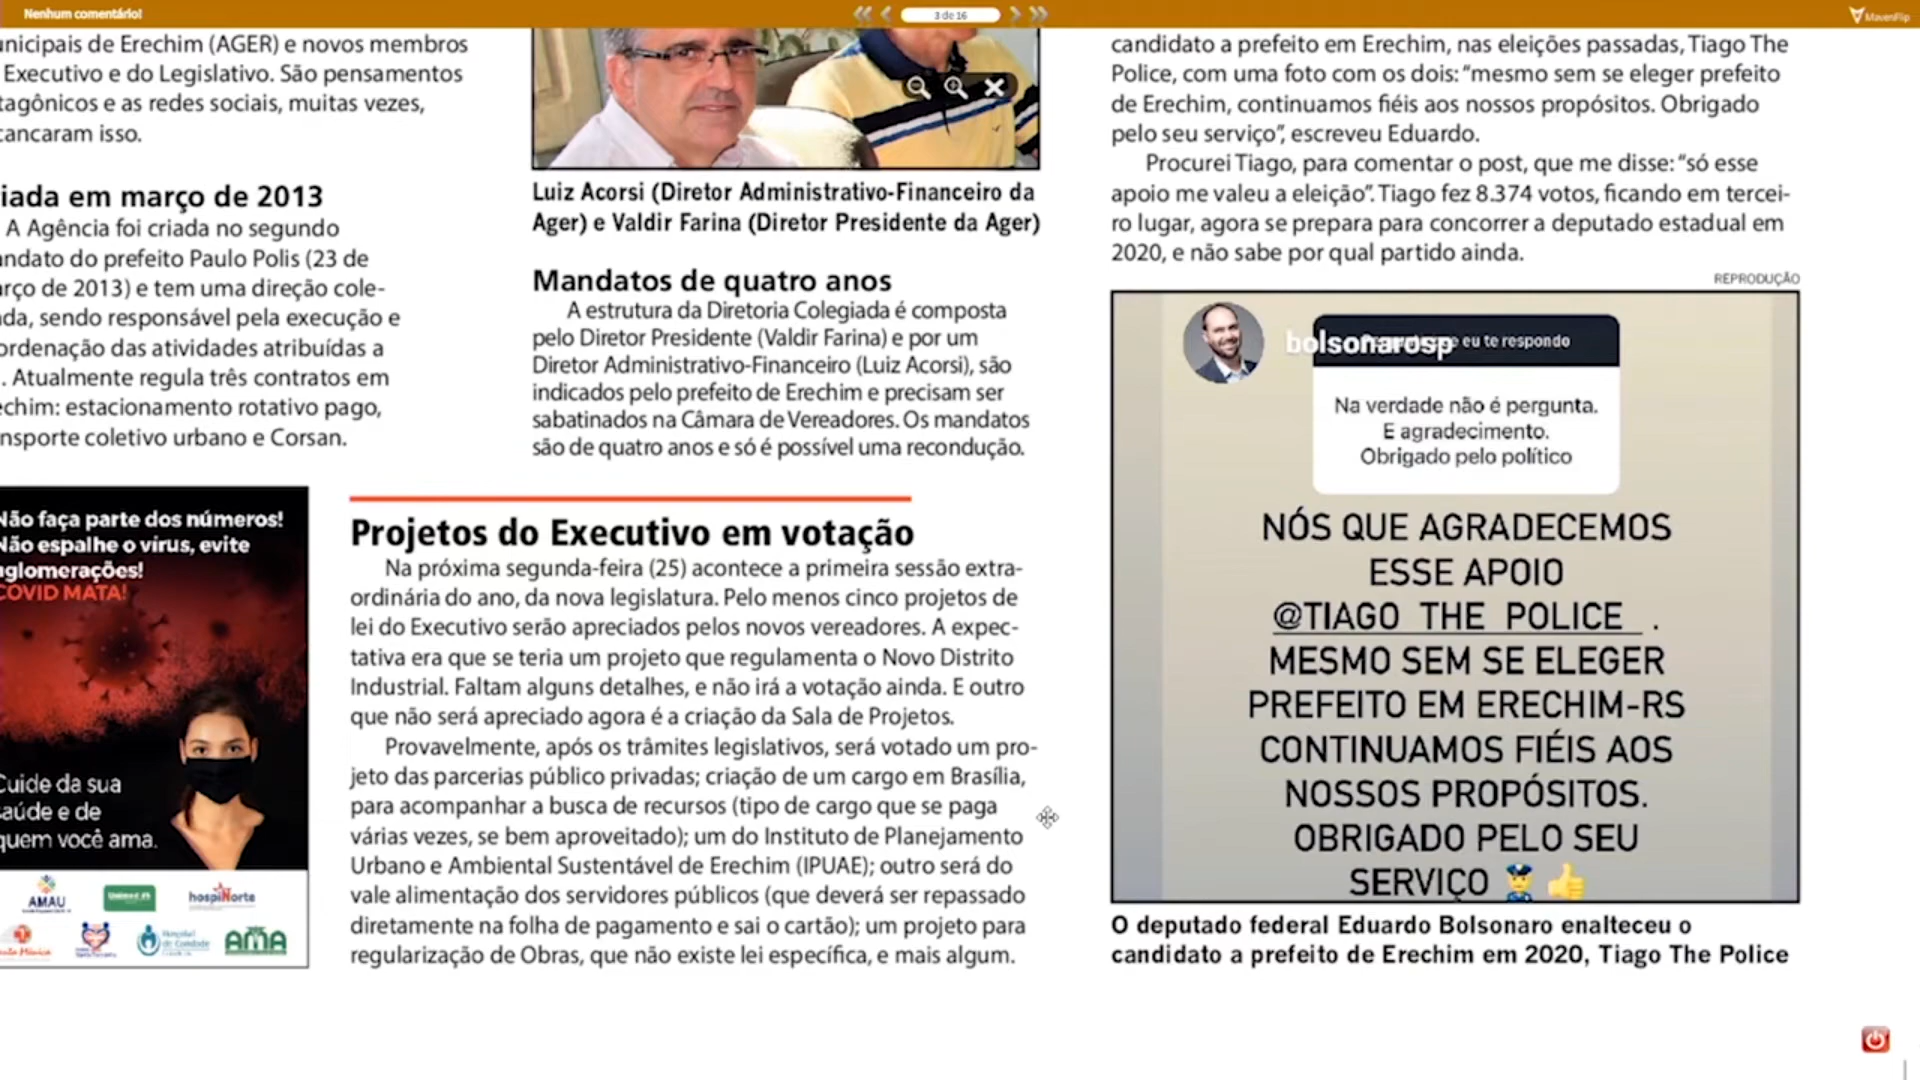 Nenhum comentário!
3 de 16
MavenFlip
unicipais de Erechim (AGER) e novos membros
Executivo e do Legislativo. São pensamentos
tagônicos e as redes sociais, muitas vezes,
cancaram isso.
iada em março de 2013
A Agência foi criada no segundo
andato do prefeito Paulo Polis (23 de
arço de 2013) e tem uma direção cole-
ada, sendo responsável pela execução e
ordenação das atividades atribuídas a
. Atualmente regula três contratos em
echim: estacionamento rotativo pago,
nsporte coletivo urbano e Corsan.
Não faça parte dos números!
Não espalhe o vírus, evite
aglomerações!
COVID MATA!
Cuide da sua
saúde e de
quem você ama.
AMAU
Unimed
hospiNorte
Hospital
de Caridade
AMA
Luiz Acorsi (Diretor Administrativo-Financeiro da
Ager) e Valdir Farina (Diretor Presidente da Ager)
Mandatos de quatro anos
A estrutura da Diretoria Colegiada é composta
pelo Diretor Presidente (Valdir Farina) e por um
Diretor Administrativo-Financeiro (Luiz Acorsi), são
indicados pelo prefeito de Erechim e precisam ser
sabatinados na Câmara de Vereadores. Os mandatos
são de quatro anos e só é possível uma recondução.
Projetos do Executivo em votação
Na próxima segunda-feira (25) acontece a primeira sessão extra-
ordinária do ano, da nova legislatura. Pelo menos cinco projetos de
lei do Executivo serão apreciados pelos novos vereadores. A expec-
tativa era que se teria um projeto que regulamenta o Novo Distrito
Industrial. Faltam alguns detalhes, e não irá a votação ainda. E outro
que não será apreciado agora é a criação da Sala de Projetos.
Provavelmente, após os trâmites legislativos, será votado um pro-
jeto das parcerias público privadas; criação de um cargo em Brasília,
para acompanhar a busca de recursos (tipo de cargo que se paga
várias vezes, se bem aproveitado); um do Instituto de Planejamento
Urbano e Ambiental Sustentável de Erechim (IPUAE); outro será do
vale alimentação dos servidores públicos (que deverá ser repassado
diretamente na folha de pagamento e sai o cartão); um projeto para
regularização de Obras, que não existe lei específica, e mais algum.
candidato a prefeito em Erechim, nas eleições passadas, Tiago The
Police, com uma foto com os dois: “mesmo sem se eleger prefeito
de Erechim, continuamos fiéis aos nossos propósitos. Obrigado
pelo seu serviço”, escreveu Eduardo.
Procurei Tiago, para comentar o post, que me disse: “só esse
apoio me valeu a eleição”. Tiago fez 8.374 votos, ficando em tercei-
ro lugar, agora se prepara para concorrer a deputado estadual em
2020, e não sabe por qual partido ainda.
REPRODUÇÃO
bolsonarosp
eu te respondo
Na verdade não é pergunta.
E agradecimento.
Obrigado pelo político
NÓS QUE AGRADECEMOS
ESSE APOIO
@TIAGO_THE_POLICE_.
MESMO SEM SE ELEGER
PREFEITO EM ERECHIM-RS
CONTINUAMOS FIÉIS AOS
NOSSOS PROPÓSITOS.
OBRIGADO PELO SEU
SERVIÇO
O deputado federal Eduardo Bolsonaro enalteceu o
candidato a prefeito de Erechim em 2020, Tiago The Police